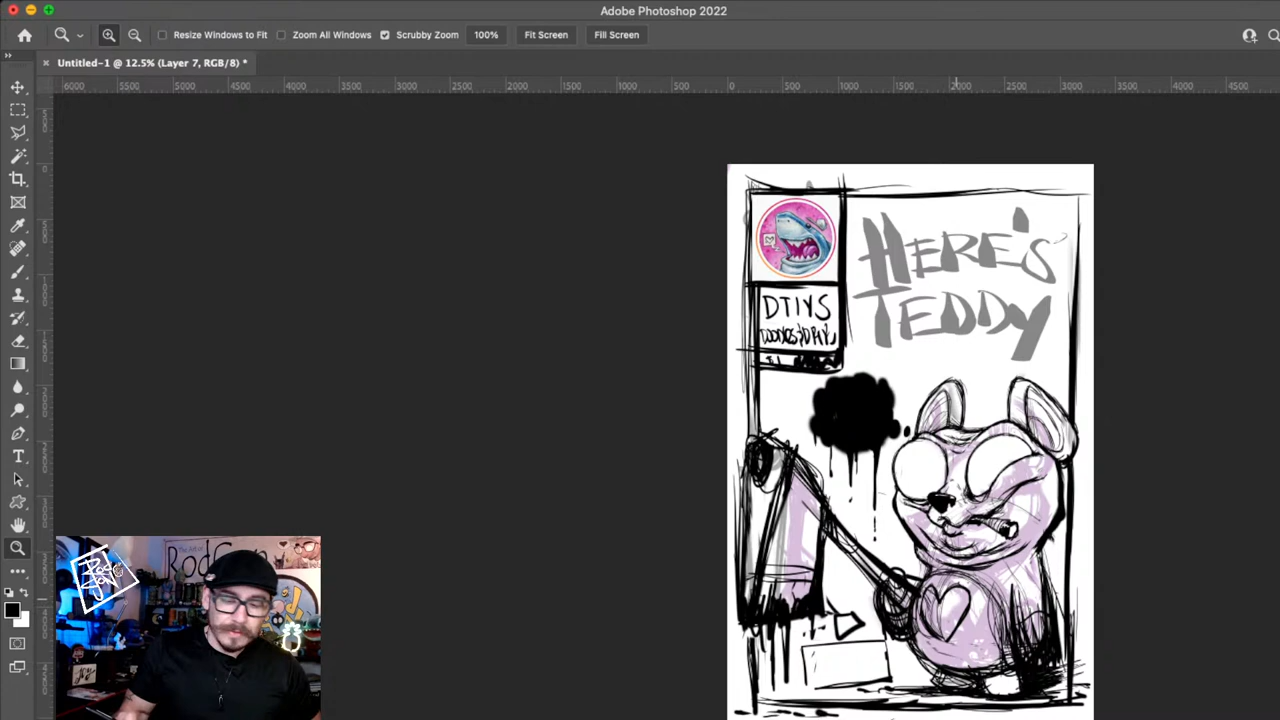 Adobe Photoshop 2022
Resize Windows to Fit
Zoom All Windows
Scrubby Zoom
100%
Fit Screen
Fill Screen
Untitled-1 @ 12.5% (Layer 7, RGB/8) *
6000 5500 5000 4500 4000 3500 3000 2500 2000 1500 1000 500 0 500 1000 1500 2000 2500 3000 3500 4000 4500
HERE'S
TEDDY
DTIYS